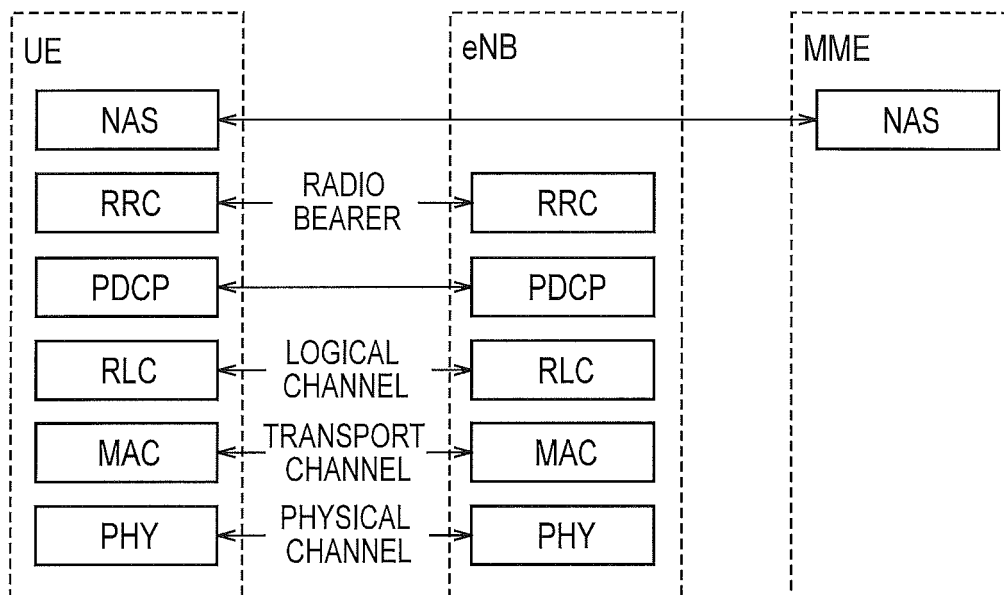 UE
eNB
MME
NAS
NAS
RRC
RADIO
BEARER
RRC
PDCP
PDCP
RLC
LOGICAL
CHANNEL
RLC
MAC
TRANSPORT
CHANNEL
MAC
PHY
PHYSICAL
CHANNEL
PHY